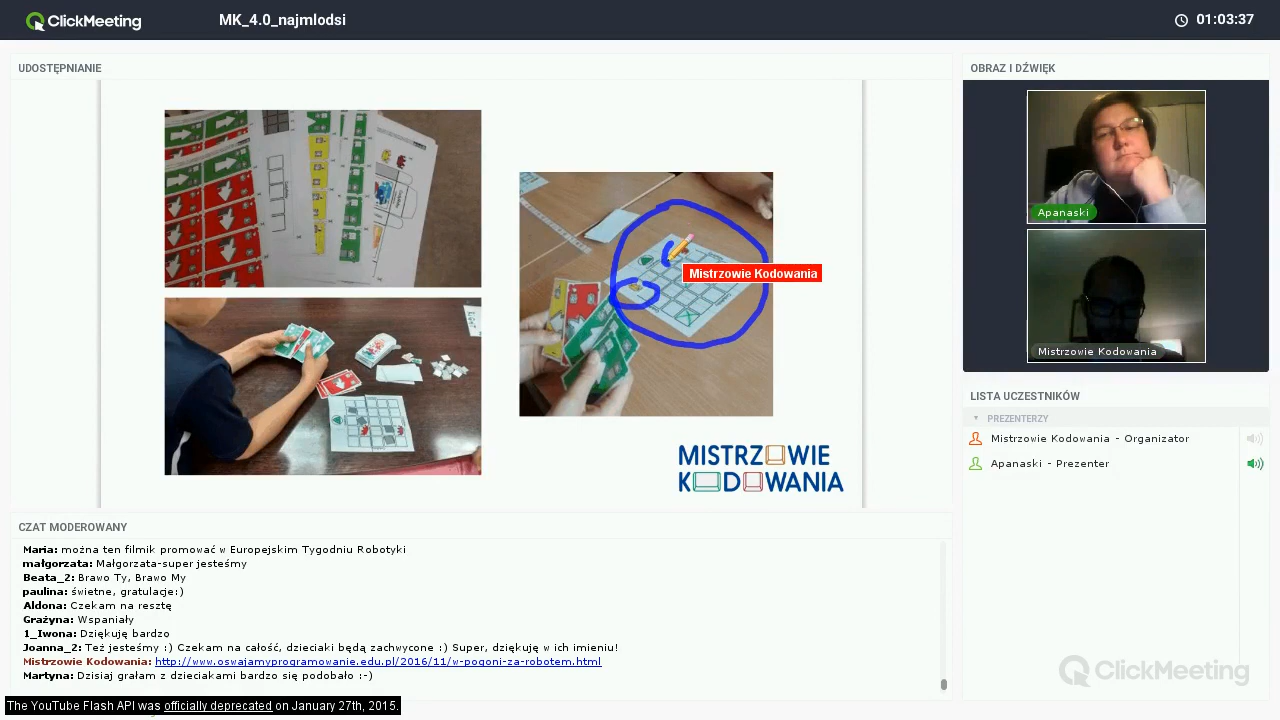 ClickMeeting
MK_4.0_najmlodsi
01:03:37
UDOSTĘPNIANIE
OBRAZ I DŹWIĘK
Apanaski
Mistrzowie Kodowania
Mistrzowie Kodowania
MISTRZOWIE
KODOWANIA
LISTA UCZESTNIKÓW
PREZENTERZY
Mistrzowie Kodowania - Organizator
Apanaski - Prezenter
CZAT MODEROWANY
Maria: można ten filmik promować w Europejskim Tygodniu Robotyki
małgorzata: Małgorzata-super jesteśmy
Beata_2: Brawo Ty, Brawo My
paulina: świetne, gratulacje:)
Aldona: Czekam na resztę
Grażyna: Wspaniały
1_Iwona: Dziękuję bardzo
Joanna_2: Też jesteśmy :) Czekam na całość, dzieciaki będą zachwycone :) Super, dziękuję w ich imieniu!
Mistrzowie Kodowania: http://www.oswajamyprogramowanie.edu.pl/2016/11/w-pogoni-za-robotem.html
Martyna: Dzisiaj grałam z dzieciakami bardzo się podobało :-)
ClickMeeting
The YouTube Flash API was officially deprecated on January 27th, 2015.